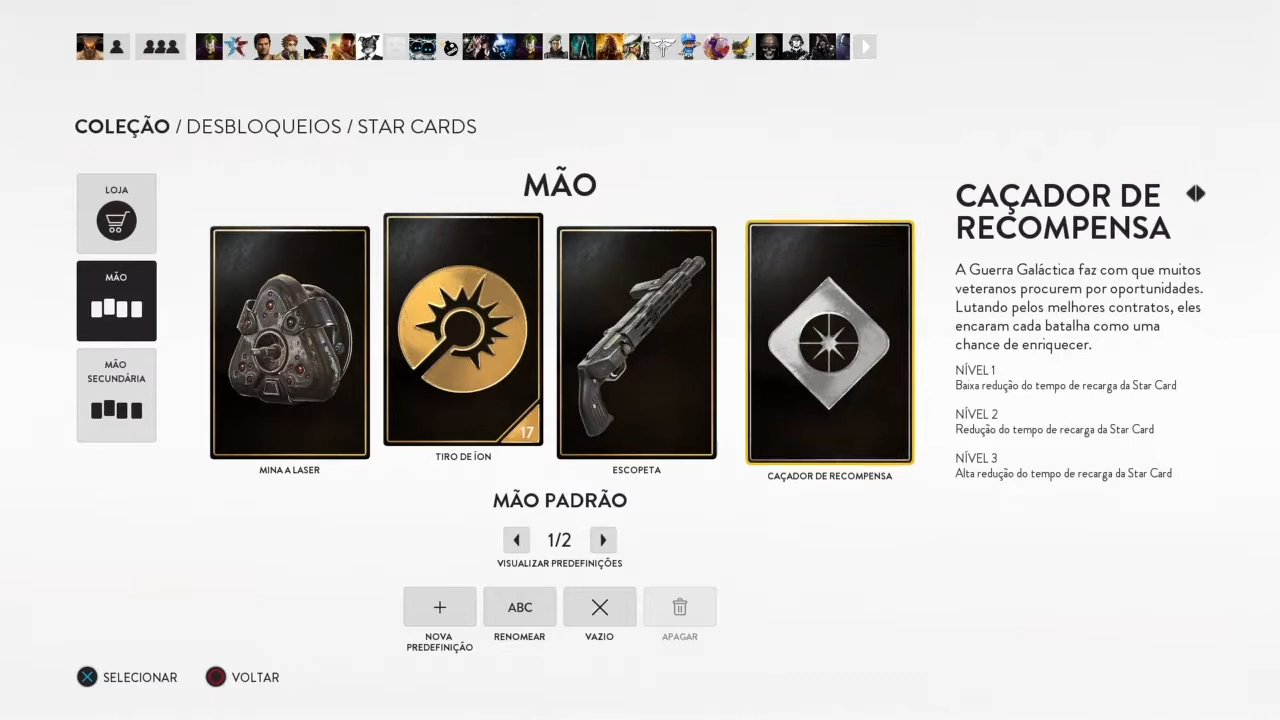 COLEÇÃO / DESBLOQUEIOS / STAR CARDS
LOJA
MÃO
MÃO
SECUNDÁRIA
MÃO
17
MINA A LASER
TIRO DE ÍON
ESCOPETA
CAÇADOR DE RECOMPENSA
MÃO PADRÃO
1/2
VISUALIZAR PREDEFINIÇÕES
ABC
NOVA
PREDEFINIÇÃO
RENOMEAR
VAZIO
APAGAR
CAÇADOR DE
RECOMPENSA
A Guerra Galáctica faz com que muitos
veteranos procurem por oportunidades.
Lutando pelos melhores contratos, eles
encaram cada batalha como uma
chance de enriquecer.
NÍVEL 1
Baixa redução do tempo de recarga da Star Card
NÍVEL 2
Redução do tempo de recarga da Star Card
NÍVEL 3
Alta redução do tempo de recarga da Star Card
SELECIONAR
VOLTAR